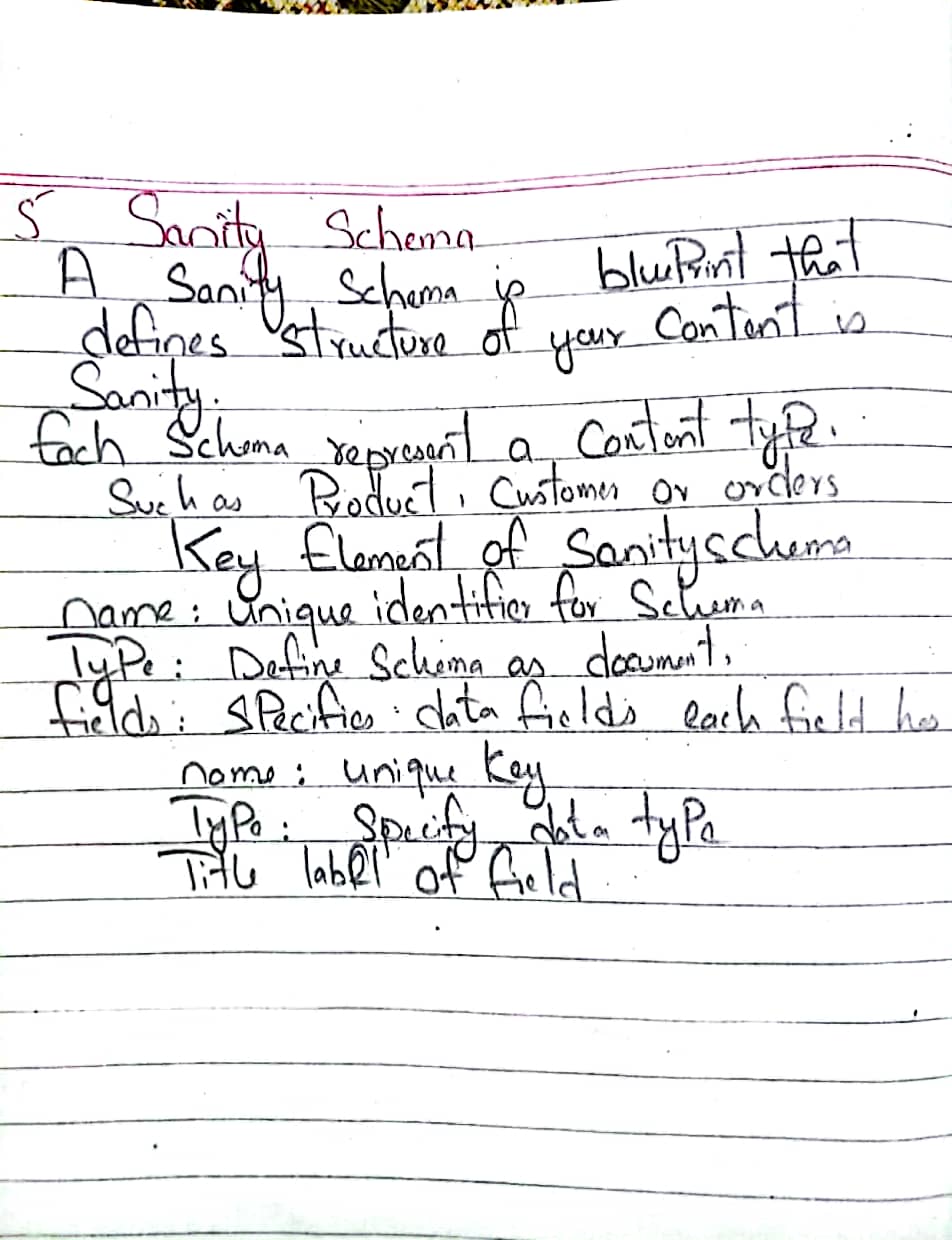 5 Sanity Schema
A Sanity Schema is bluePrint that
defines structure of your Content is
Sanity.
Each Schema represent a Content type.
Such as Product, Customer or orders
Key Element of Sanityschema
name: unique identifier for Schema
TyPe: Define Schema as document,
fields: SPecifies data fields each field has
name: unique key
TyPe: Specify data tyPe
Title label of field